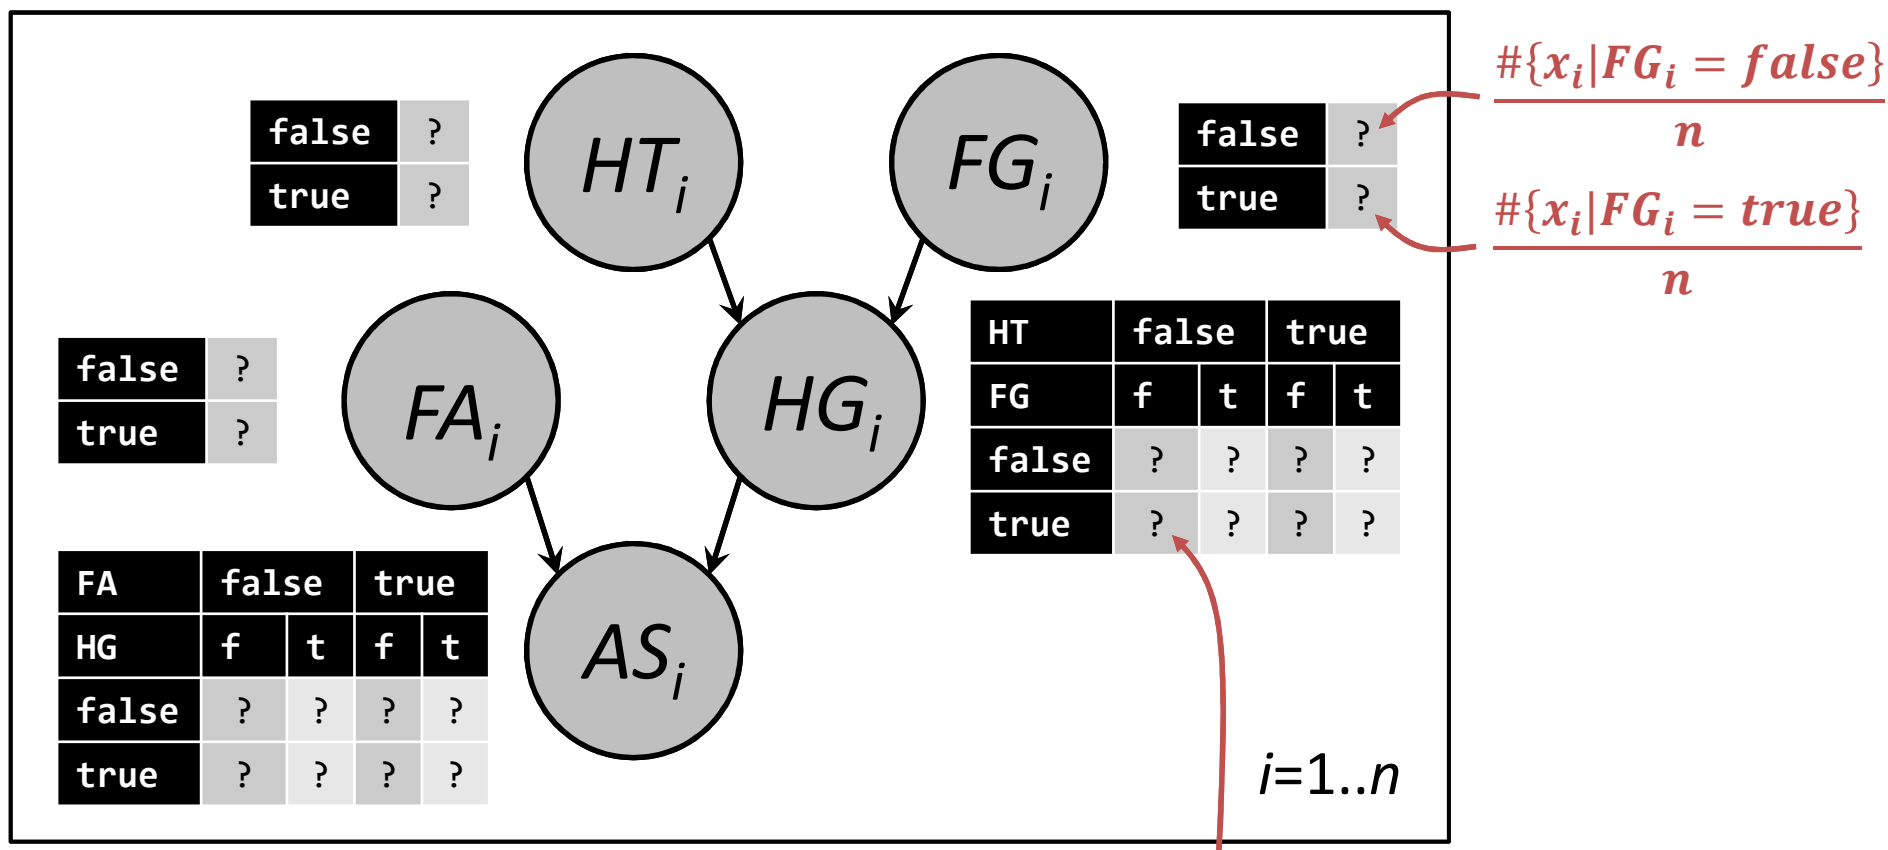 false ?
true ?
HT_i
FG_i
false ?
true ?
#{x_i|FG_i = false}
n
#{x_i|FG_i = true}
n
false ?
true ?
FA_i
HG_i
HT false true
FG f t f t
false ? ? ? ?
true ? ? ? ?
FA false true
HG f t f t
false ? ? ? ?
true ? ? ? ?
AS_i
i=1..n